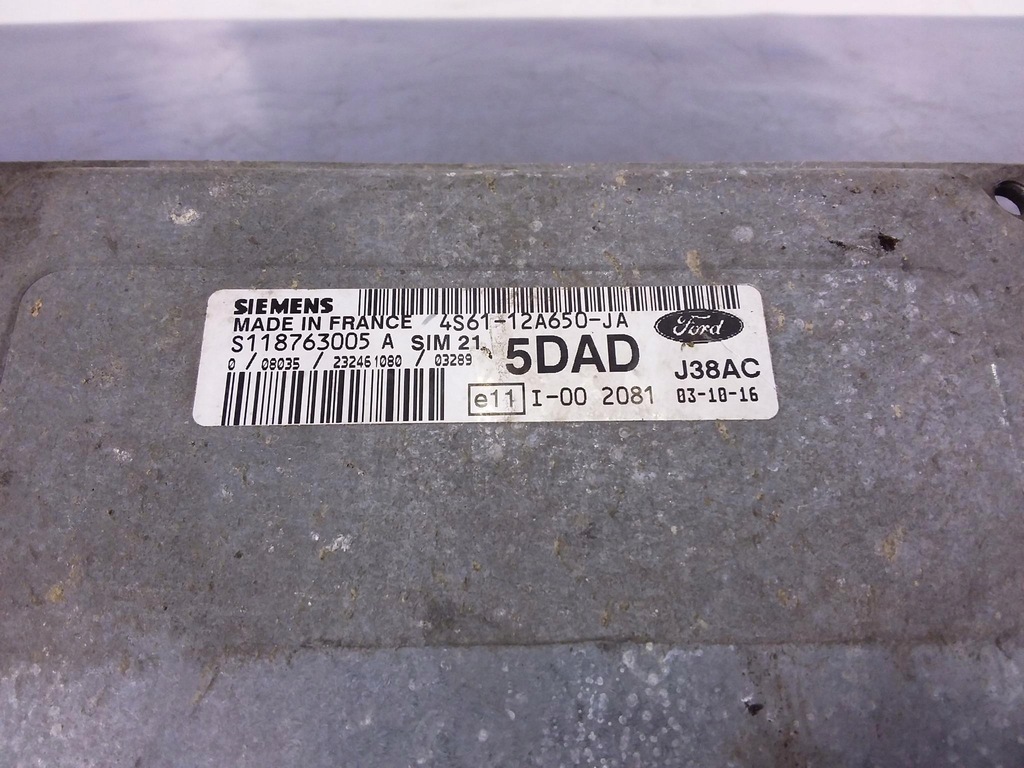 SIEMENS
MADE IN FRANCE 4S61-12A650-JA Ford
S118763005 A SIM 21 5DAD J38AC
0 / 08035 / 232461080 / 03289
e11 I-00 2081 03-10-16